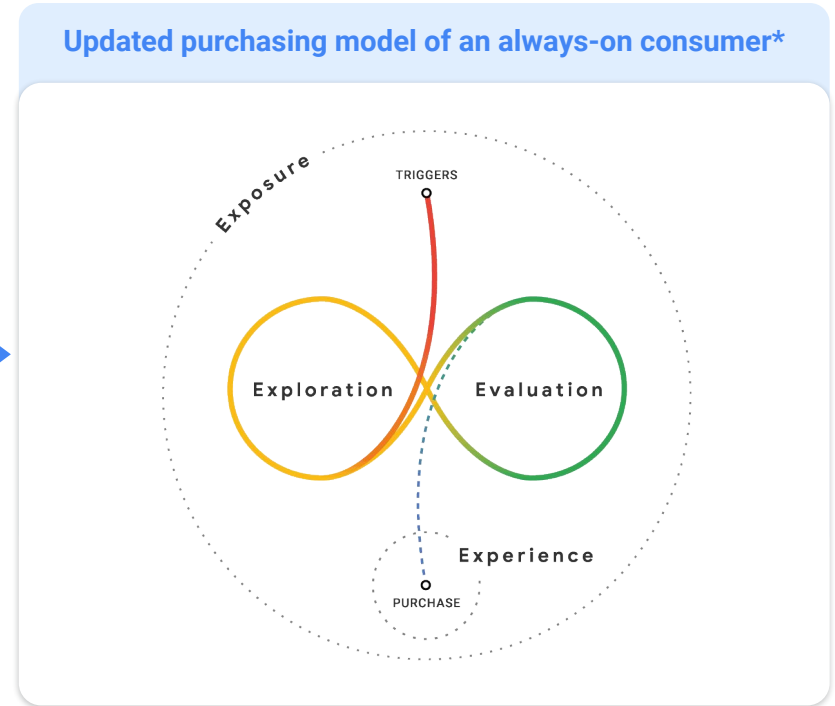 Updated purchasing model of an always-on consumer*
Exposure
TRIGGERS
Exploration
Evaluation
Experience
PURCHASE